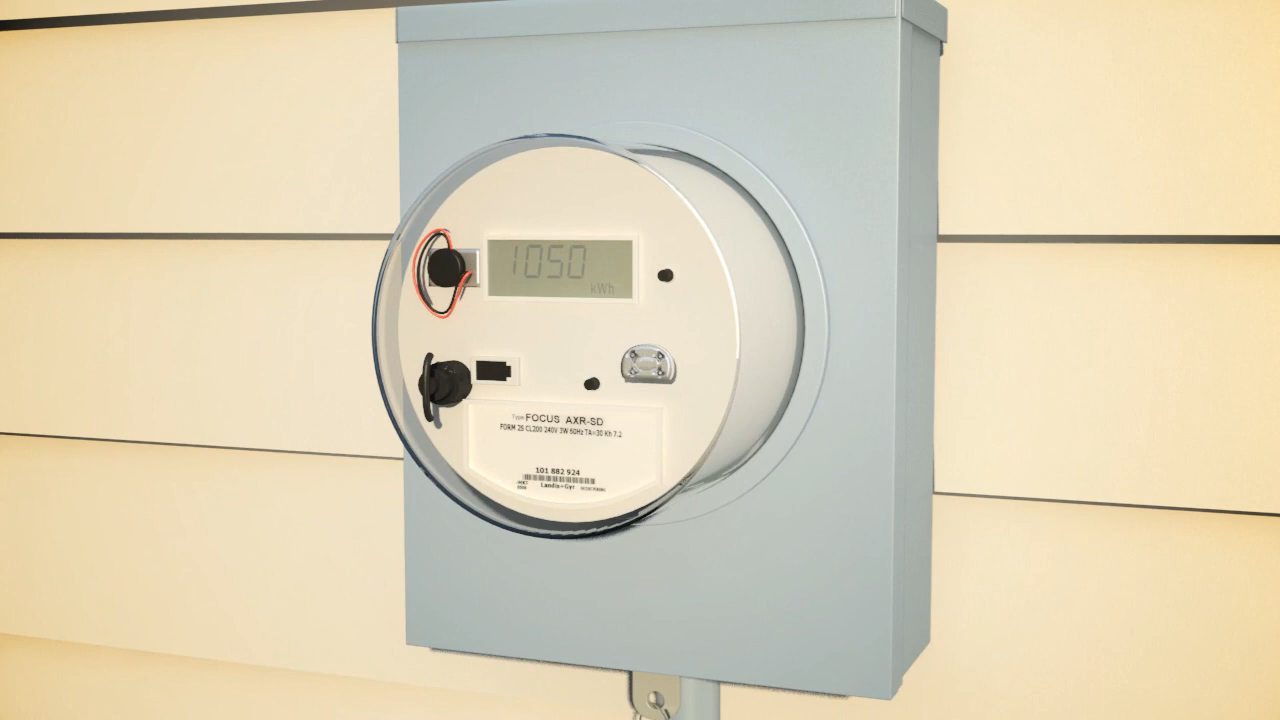 1050
kWh
Type FOCUS AXR-SD
FORM 2S CL200 240V 3W 60Hz TA=30 Kh 7.2
101 882 924
Landis+Gyr